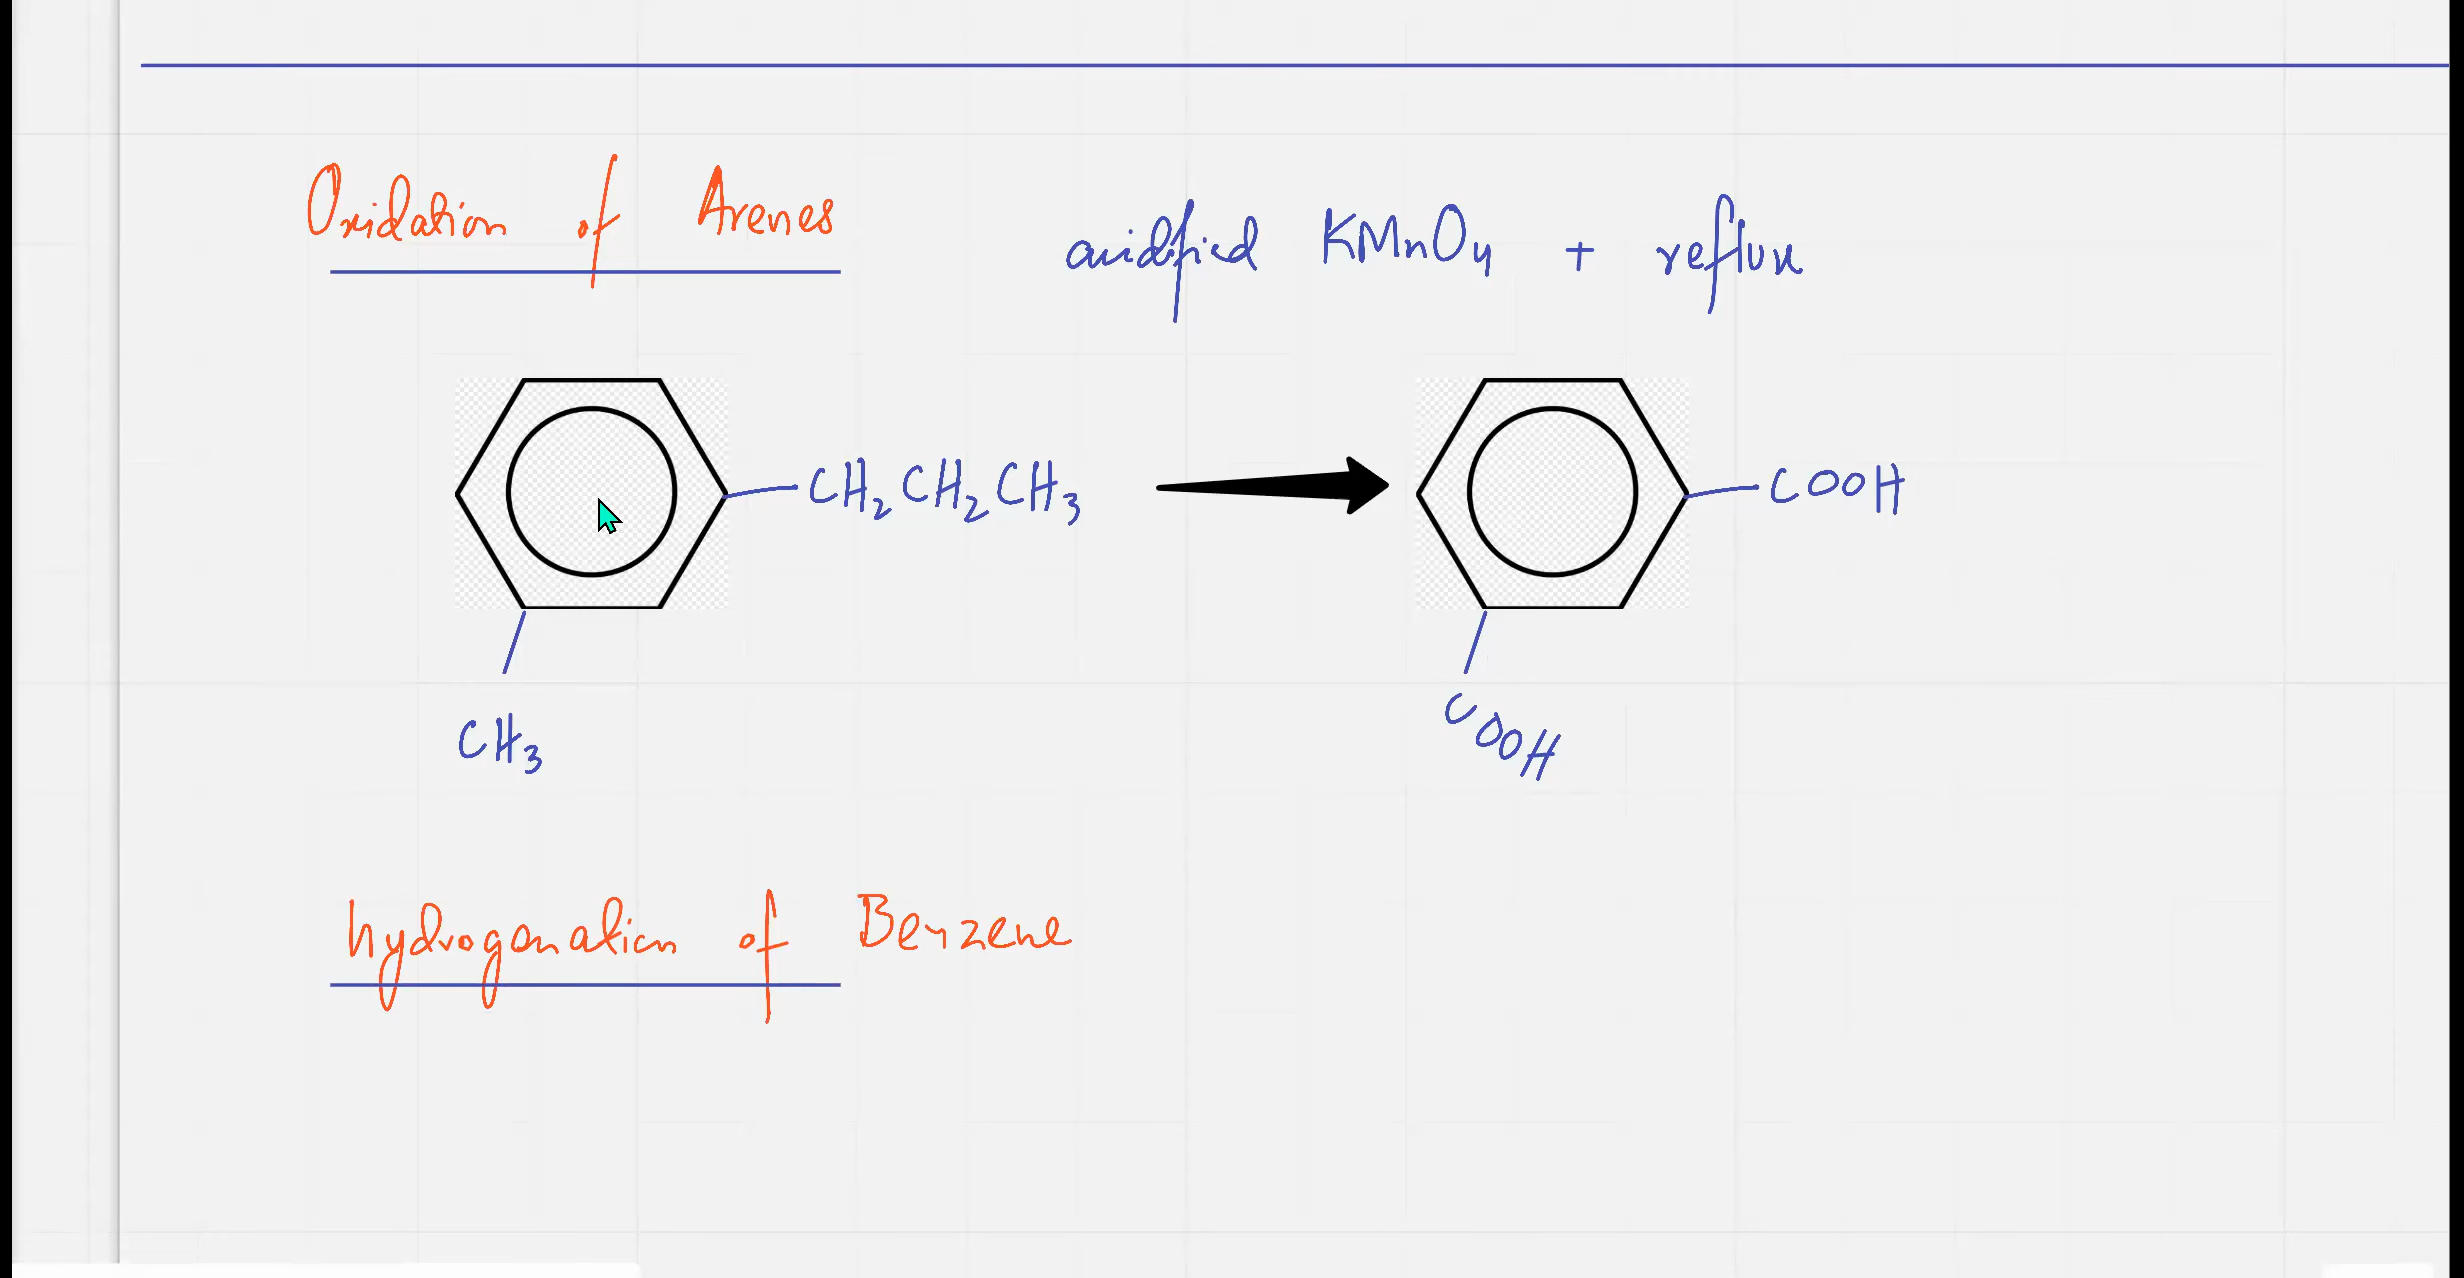 Oxidation of Arenes
acidified KMnO4 + reflux
CH2CH2CH3
COOH
CH3
COOH
hydrogenation of Benzene